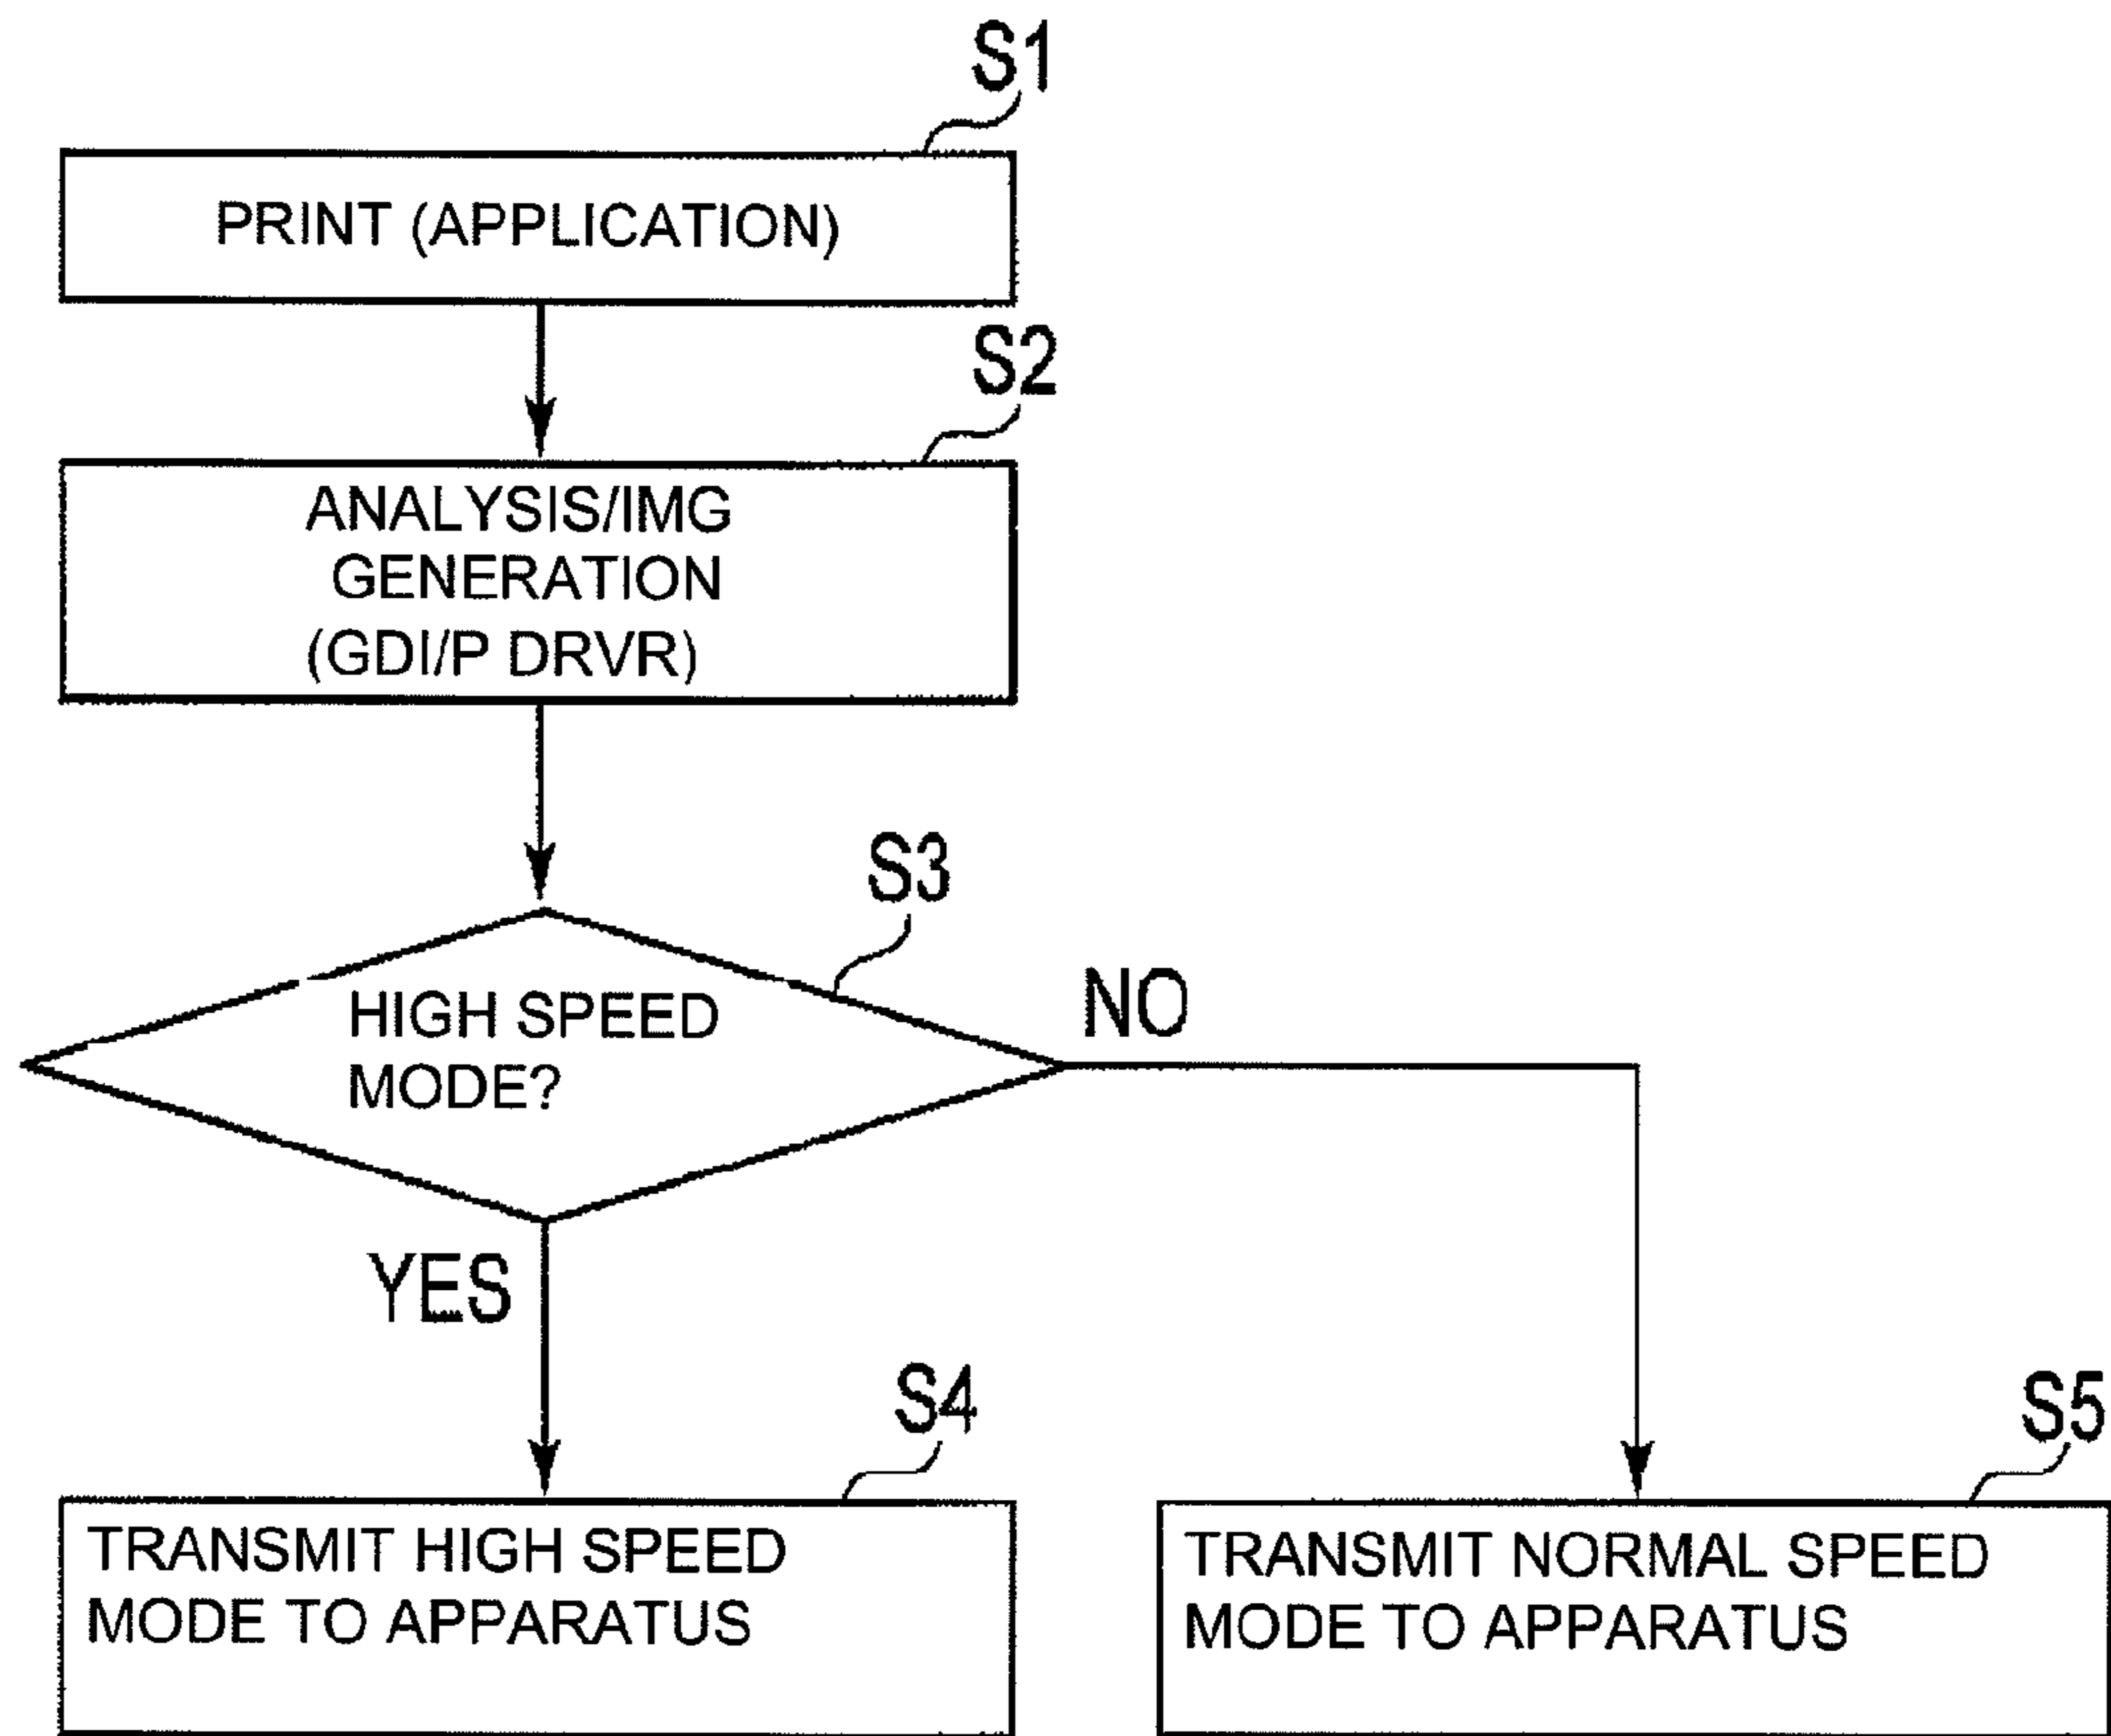 S1
PRINT (APPLICATION)
S2
ANALYSIS/IMG
GENERATION
(GDI/P DRVR)
S3
HIGH SPEED
MODE?
NO
YES
S4
TRANSMIT HIGH SPEED
MODE TO APPARATUS
S5
TRANSMIT NORMAL SPEED
MODE TO APPARATUS